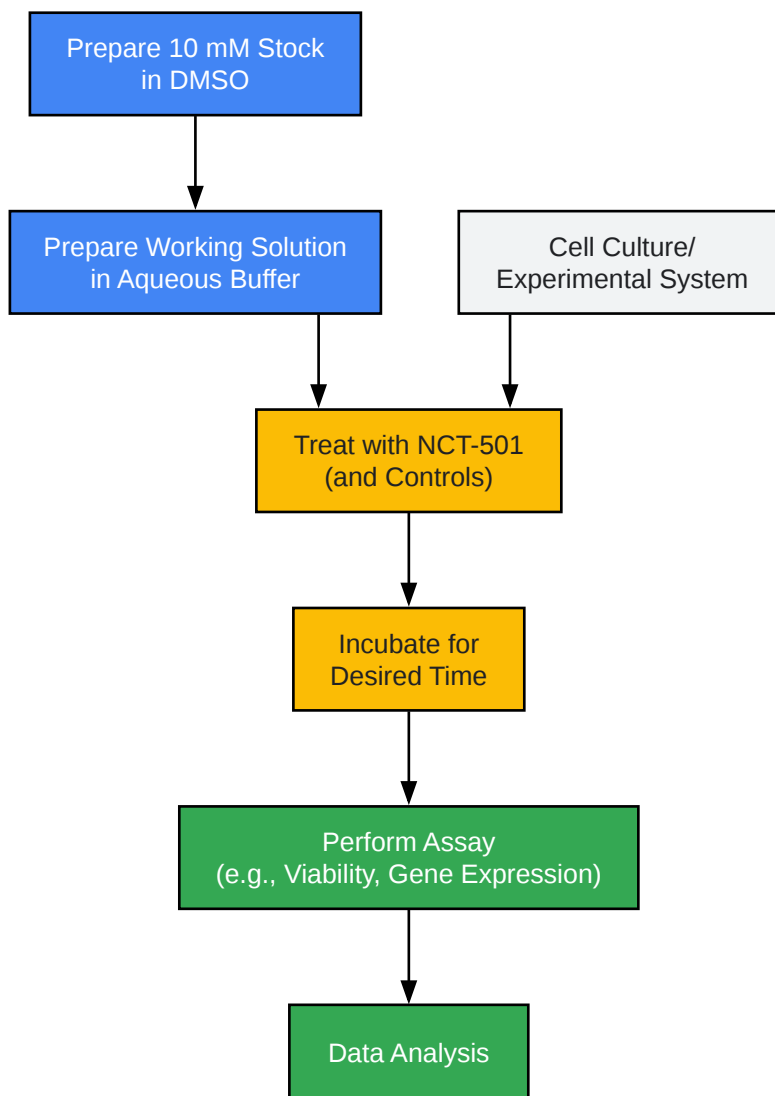 Prepare 10 mM Stock
in DMSO
Prepare Working Solution
in Aqueous Buffer
Cell Culture/
Experimental System
Treat with NCT-501
(and Controls)
Incubate for
Desired Time
Perform Assay
(e.g., Viability, Gene Expression)
Data Analysis